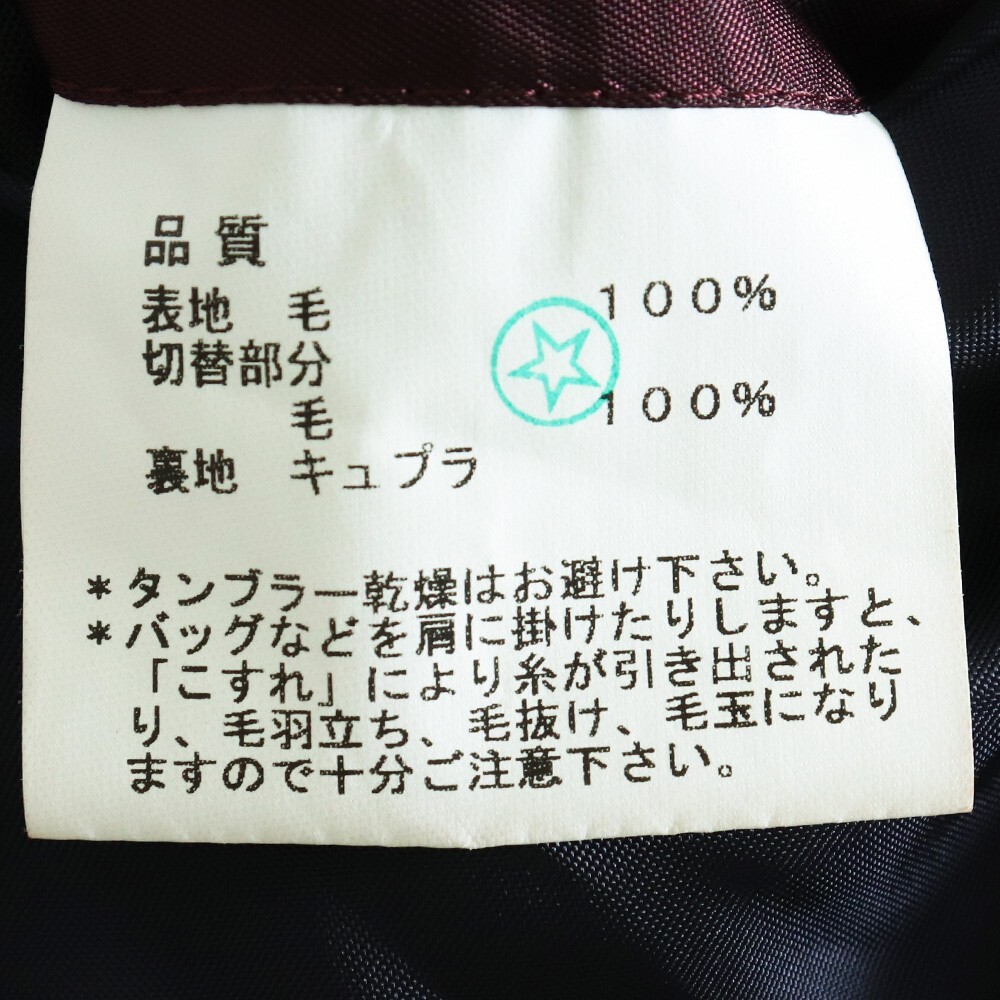 品質
表地　毛　１００％
切替部分
毛　１００％
裏地　キュプラ
＊タンブラー乾燥はお避け下さい。
＊バッグなどを肩に掛けたりしますと、
「こすれ」により糸が引き出された
り、毛羽立ち、毛抜け、毛玉になり
ますので十分ご注意下さい。